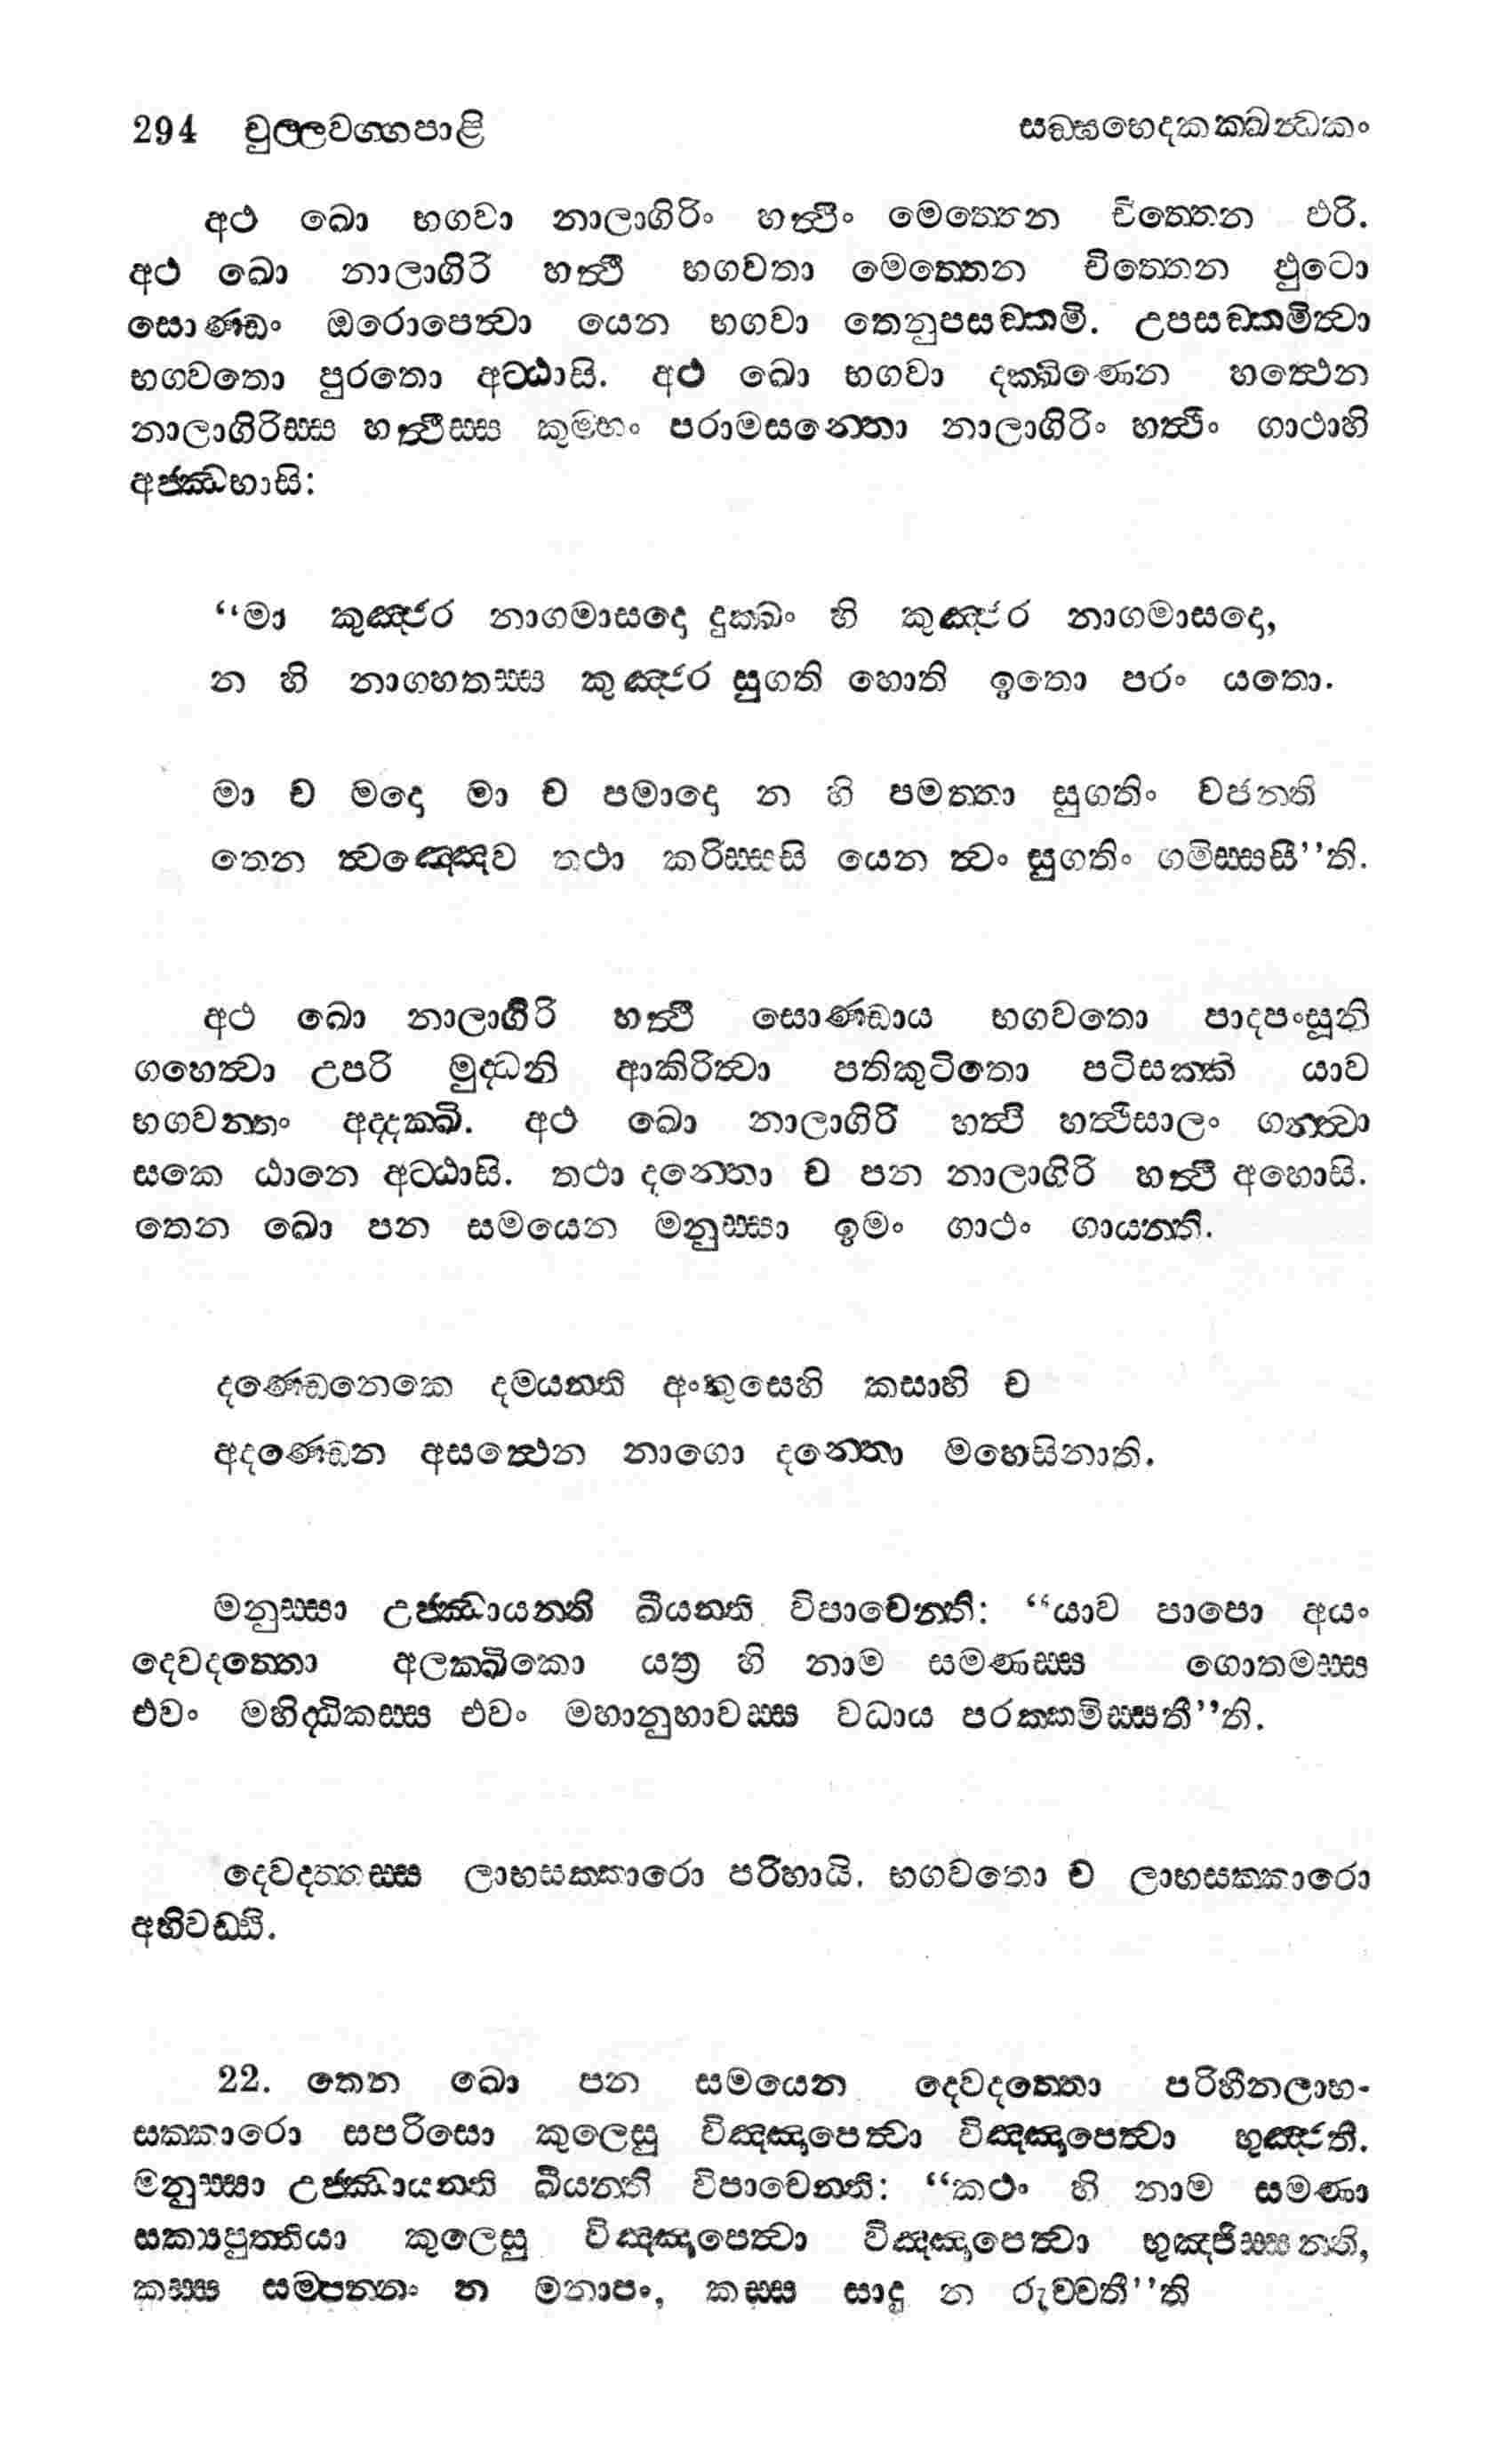 294 චුල්ලවග්ගපාළි
සඞ්ඝභෙදකක්ඛන්ධකං
අථ ඛො භගවා නාලාගිරිං හත්ථිං මෙත්තෙන චිත්තෙන ඵරි.
අථ ඛො නාලාගිරි හත්ථි භගවතා මෙත්තෙන චිත්තෙන ඵුටො
සොණ්ඩං ඔරොපෙත්වා යෙන භගවා තෙනුපසඞ්කමි. උපසඞ්කමිත්වා
භගවතො පුරතො අට්ඨාසි. අථ ඛො භගවා දක්ඛිණෙන හත්ථෙන
නාලාගිරිස්ස හත්ථිස්ස කුම්භං පරාමසන්තො නාලාගිරිං හත්ථිං ගාථාහි
අජ්ඣභාසි:
“මා කුඤ්ජර නාගමාසදො දුක්ඛං හි කුඤ්ජර නාගමාසදො,
න හි නාගහතස්ස කුඤ්ජර සුගති හොති ඉතො පරං යතො.
මා ච මදො මා ච පමාදො න හි පමත්තා සුගතිං වජන්ති
තෙන ත්වඤ්ඤෙව තථා කරිස්සසි යෙන ත්වං සුගතිං ගමිස්සසී”ති.
අථ ඛො නාලාගිරි හත්ථි සොණ්ඩාය භගවතො පාදපංසූනි
ගහෙත්වා උපරි මුද්ධනි ආකිරිත්වා පතිකුටිතො පටිසක්කි යාව
භගවන්තං අද්දක්ඛි. අථ ඛො නාලාගිරි හත්ථි හත්ථිසාලං ගන්ත්වා
සකෙ ඨානෙ අට්ඨාසි. තථා දන්තො ච පන නාලාගිරි හත්ථි අහොසි.
තෙන ඛො පන සමයෙන මනුස්සා ඉමං ගාථං ගායන්ති.
දණ්ඩෙනෙකෙ දමයන්ති අංකුසෙහි කසාහි ච
අදණ්ඩෙන අසත්ථෙන නාගො දන්තො මහෙසිනාති.
මනුස්සා උජ්ඣායන්ති ඛීයන්ති විපාචෙන්ති: “යාව පාපො අයං
දෙවදත්තො අලක්ඛිකො යත්‍ර හි නාම සමණස්ස ගොතමස්ස
එවං මහිද්ධිකස්ස එවං මහානුභාවස්ස වධාය පරක්කමිස්සතී”ති.
දෙවදත්තස්ස ලාභසක්කාරො පරිහායි. භගවතො ච ලාභසක්කාරො
අභිවඩ්ඪි.
22. තෙන ඛො පන සමයෙන දෙවදත්තො පරිහීනලාභ-
සක්කාරො සපරිසො කුලෙසු විඤ්ඤාපෙත්වා විඤ්ඤාපෙත්වා භුඤ්ජති.
මනුස්සා උජ්ඣායන්ති ඛීයන්ති විපාචෙන්ති: “කථං හි නාම සමණා
සක්‍යපුත්තියා කුලෙසු විඤ්ඤාපෙත්වා විඤ්ඤාපෙත්වා භුඤ්ජිස්සන්ති,
කස්ස සම්පන්නං න මනාපං, කස්ස සාදු න රුච්චතී”ති